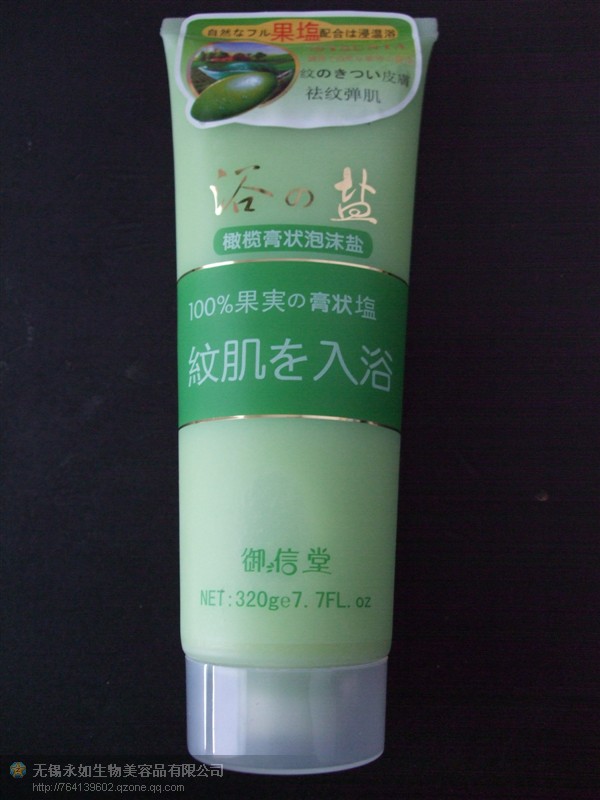 自然なフル果塩配合は浸温浴
紋のきつい皮膚
祛纹弹肌
浴の盐
橄榄膏状泡沫盐
100%果実の膏状塩
紋肌を入浴
御信堂
NET:320ge7.7FL.oz
无锡永如生物美容品有限公司
http://764139602.qzone.qq.com